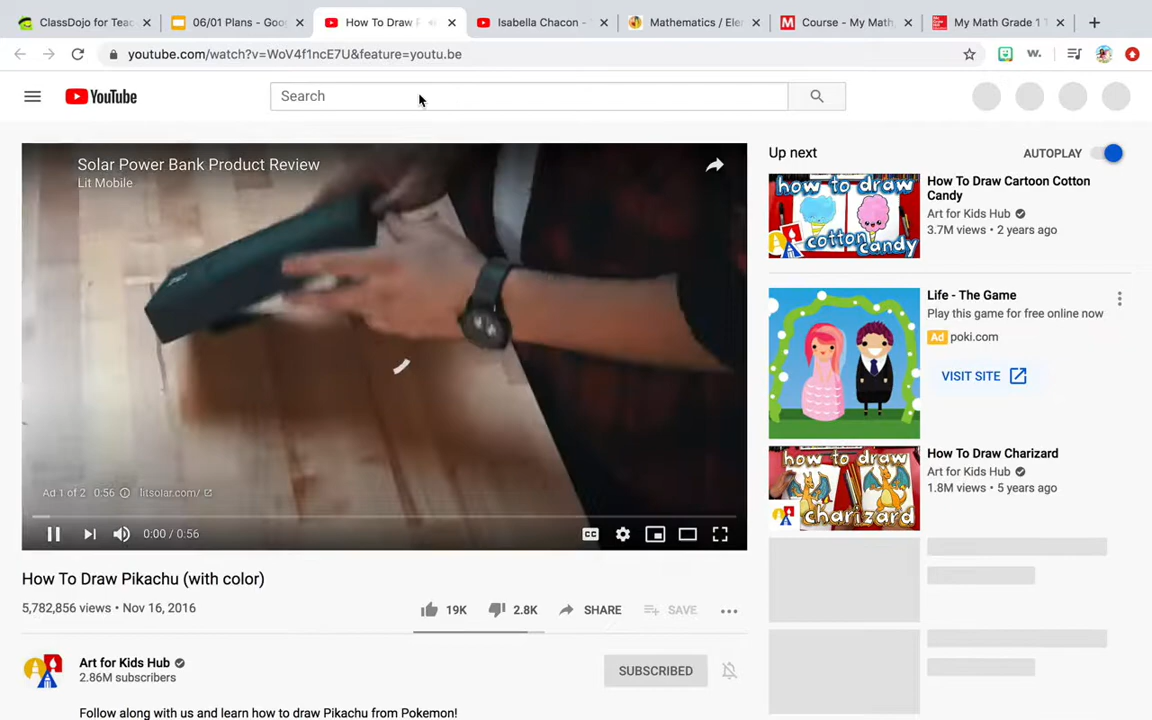 ClassDojo for Teac
06/01 Plans - Goo
How To Draw P
Isabella Chacon -
Mathematics / Ele
Course - My Math,
My Math Grade 1 T
youtube.com/watch?v=WoV4f1ncE7U&feature=youtu.be
w.
YouTube
Search
Solar Power Bank Product Review
Lit Mobile
Ad 1 of 2 0:56 litsolar.com/
0:00 / 0:56
CC
How To Draw Pikachu (with color)
5,782,856 views • Nov 16, 2016
19K 2.8K SHARE SAVE
Art for Kids Hub
2.86M subscribers
SUBSCRIBED
Follow along with us and learn how to draw Pikachu from Pokemon!
Up next
AUTOPLAY
how to draw
cotton
candy
How To Draw Cartoon Cotton
Candy
Art for Kids Hub
3.7M views • 2 years ago
Life - The Game
Play this game for free online now
Ad poki.com
VISIT SITE
how to draw
charizard
How To Draw Charizard
Art for Kids Hub
1.8M views • 5 years ago